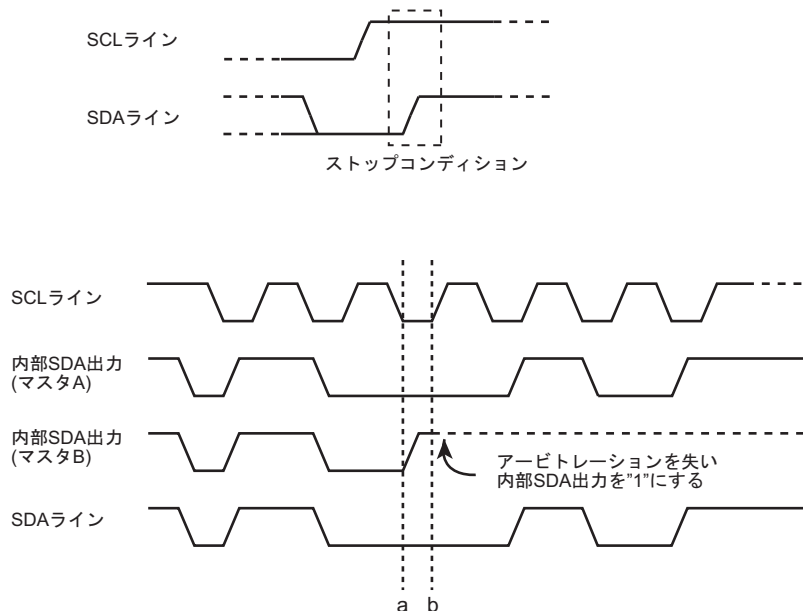 SCLライン
SDAライン
ストップコンディション
SCLライン
内部SDA出力
(マスタA)
内部SDA出力
(マスタB)
アービトレーションを失い
内部SDA出力を"1"にする
SDAライン
a b